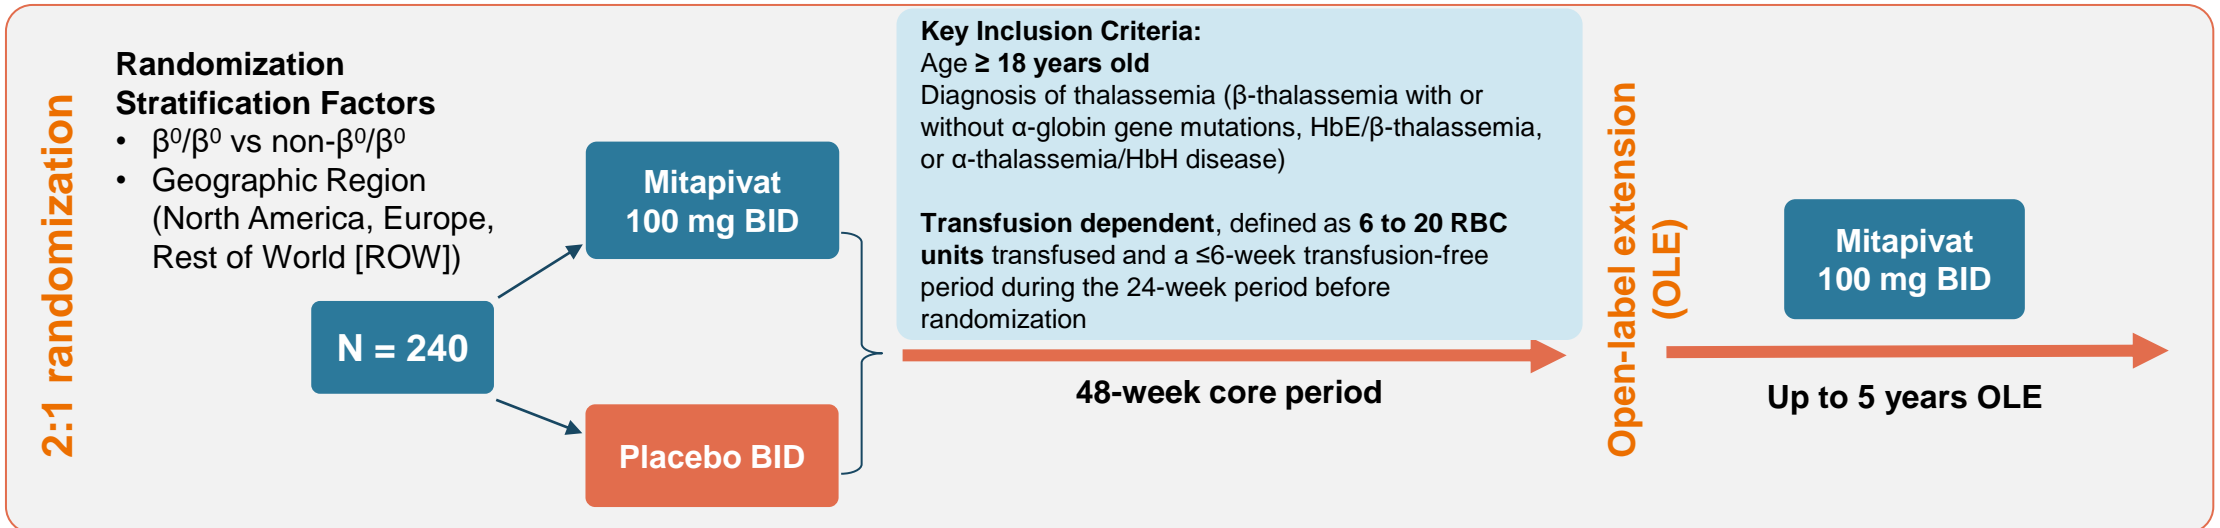 2:1 randomization
Randomization
Stratification Factors
• β⁰/β⁰ vs non-β⁰/β⁰
• Geographic Region
(North America, Europe,
Rest of World [ROW])
N = 240
Mitapivat
100 mg BID
Placebo BID
Key Inclusion Criteria:
Age ≥ 18 years old
Diagnosis of thalassemia (β-thalassemia with or
without α-globin gene mutations, HbE/β-thalassemia,
or α-thalassemia/HbH disease)
Transfusion dependent, defined as 6 to 20 RBC
units transfused and a ≤6-week transfusion-free
period during the 24-week period before
randomization
48-week core period
Open-label extension
(OLE)
Mitapivat
100 mg BID
Up to 5 years OLE